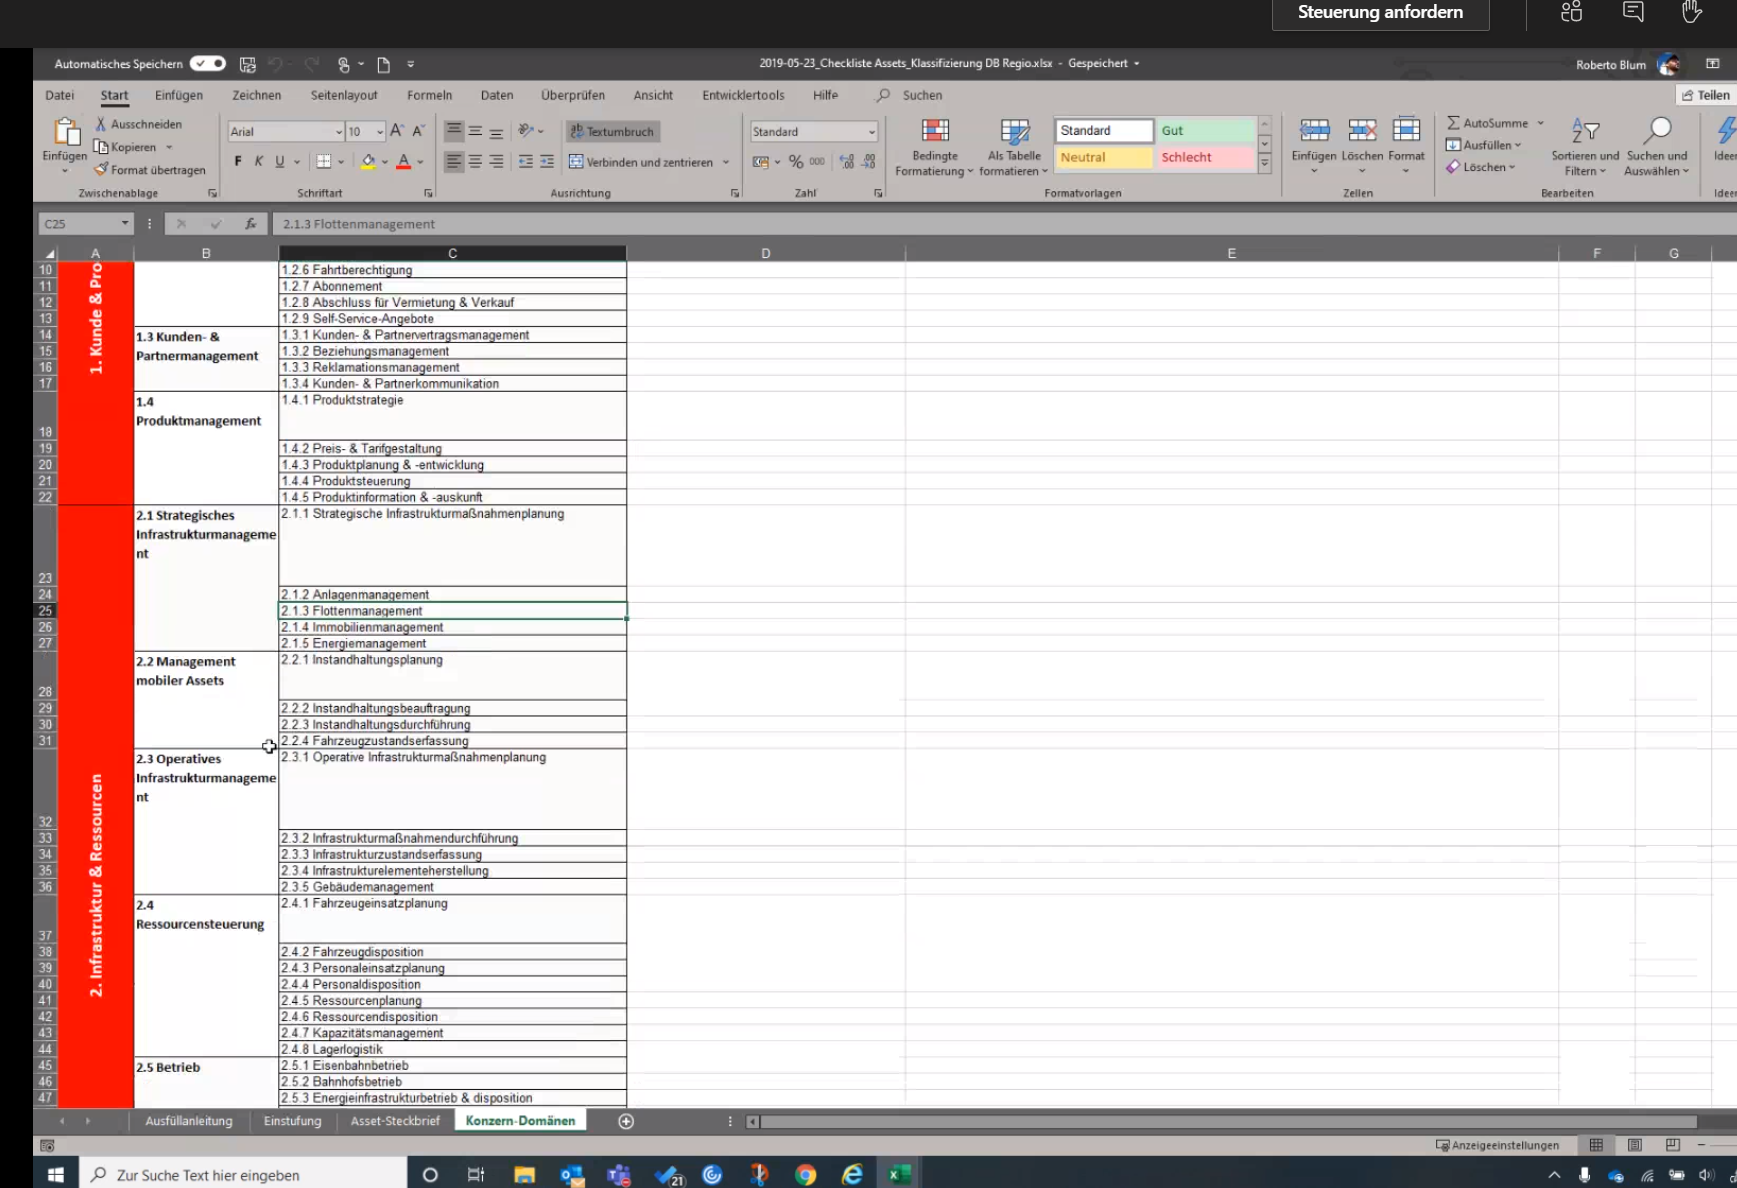 Steuerung anfordern
Automatisches Speichern
2019-05-23_Checkliste Assets_Klassifizierung DB Regio.xlsx - Gespeichert
Roberto Blum
Datei Start Einfügen Zeichnen Seitenlayout Formeln Daten Überprüfen Ansicht Entwicklertools Hilfe Suchen Teilen
Einfügen
Ausschneiden
Kopieren
Format übertragen
Zwischenablage
Arial 10
F K U
Schriftart
Textumbruch
Verbinden und zentrieren
Ausrichtung
Standard
% 000
Zahl
Bedingte Formatierung
Als Tabelle formatieren
Standard Gut
Neutral Schlecht
Formatvorlagen
Einfügen Löschen Format
Zellen
AutoSumme
Ausfüllen
Löschen
Sortieren und Filtern
Suchen und Auswählen
Bearbeiten
C25 fx 2.1.3 Flottenmanagement
A B C D E F G
1. Kunde & Pro
10 1.2.6 Fahrtberechtigung
11 1.2.7 Abonnement
12 1.2.8 Abschluss für Vermietung & Verkauf
13 1.2.9 Self-Service-Angebote
14 1.3 Kunden- & Partnermanagement 1.3.1 Kunden- & Partnervertragsmanagement
15 1.3.2 Beziehungsmanagement
16 1.3.3 Reklamationsmanagement
17 1.3.4 Kunden- & Partnerkommunikation
18 1.4 Produktmanagement 1.4.1 Produktstrategie
19 1.4.2 Preis- & Tarifgestaltung
20 1.4.3 Produktplanung & -entwicklung
21 1.4.4 Produktsteuerung
22 1.4.5 Produktinformation & -auskunft
2. Infrastruktur & Ressourcen
23 2.1 Strategisches Infrastrukturmanagement 2.1.1 Strategische Infrastrukturmaßnahmenplanung
24 2.1.2 Anlagenmanagement
25 2.1.3 Flottenmanagement
26 2.1.4 Immobilienmanagement
27 2.1.5 Energiemanagement
28 2.2 Management mobiler Assets 2.2.1 Instandhaltungsplanung
29 2.2.2 Instandhaltungsbeauftragung
30 2.2.3 Instandhaltungsdurchführung
31 2.2.4 Fahrzeugzustandserfassung
32 2.3 Operatives Infrastrukturmanagement 2.3.1 Operative Infrastrukturmaßnahmenplanung
33 2.3.2 Infrastrukturmaßnahmendurchführung
34 2.3.3 Infrastrukturzustandserfassung
35 2.3.4 Infrastrukturelementeherstellung
36 2.3.5 Gebäudemanagement
37 2.4 Ressourcensteuerung 2.4.1 Fahrzeugeinsatzplanung
38 2.4.2 Fahrzeugdisposition
39 2.4.3 Personaleinsatzplanung
40 2.4.4 Personaldisposition
41 2.4.5 Ressourcenplanung
42 2.4.6 Ressourcendisposition
43 2.4.7 Kapazitätsmanagement
44 2.4.8 Lagerlogistik
45 2.5 Betrieb 2.5.1 Eisenbahnbetrieb
46 2.5.2 Bahnhofsbetrieb
47 2.5.3 Energieinfrastrukturbetrieb & disposition
Ausfüllanleitung Einstufung Asset-Steckbrief Konzern-Domänen
Anzeigeeinstellungen
Zur Suche Text hier eingeben
21